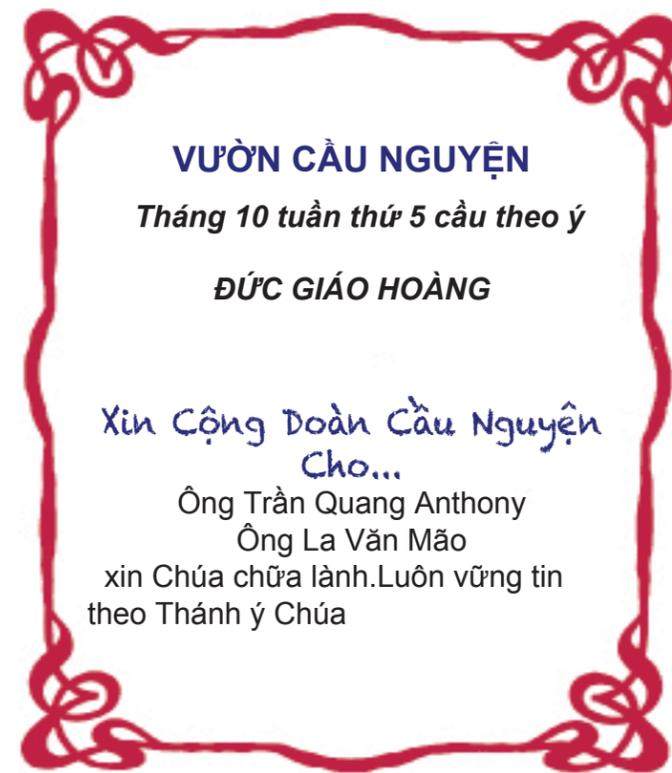 VƯỜN CẦU NGUYỆN
Tháng 10 tuần thứ 5 cầu theo ý
ĐỨC GIÁO HOÀNG
Xin Cộng Doàn Cầu Nguyện
Cho...
Ông Trần Quang Anthony
Ông La Văn Mão
xin Chúa chữa lành.Luôn vững tin
theo Thánh ý Chúa